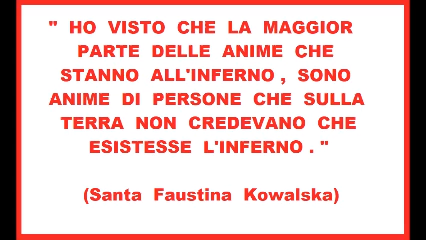 " HO VISTO CHE LA MAGGIOR
PARTE DELLE ANIME CHE
STANNO ALL'INFERNO , SONO
ANIME DI PERSONE CHE SULLA
TERRA NON CREDEVANO CHE
ESISTESSE L'INFERNO . "
(Santa Faustina Kowalska)